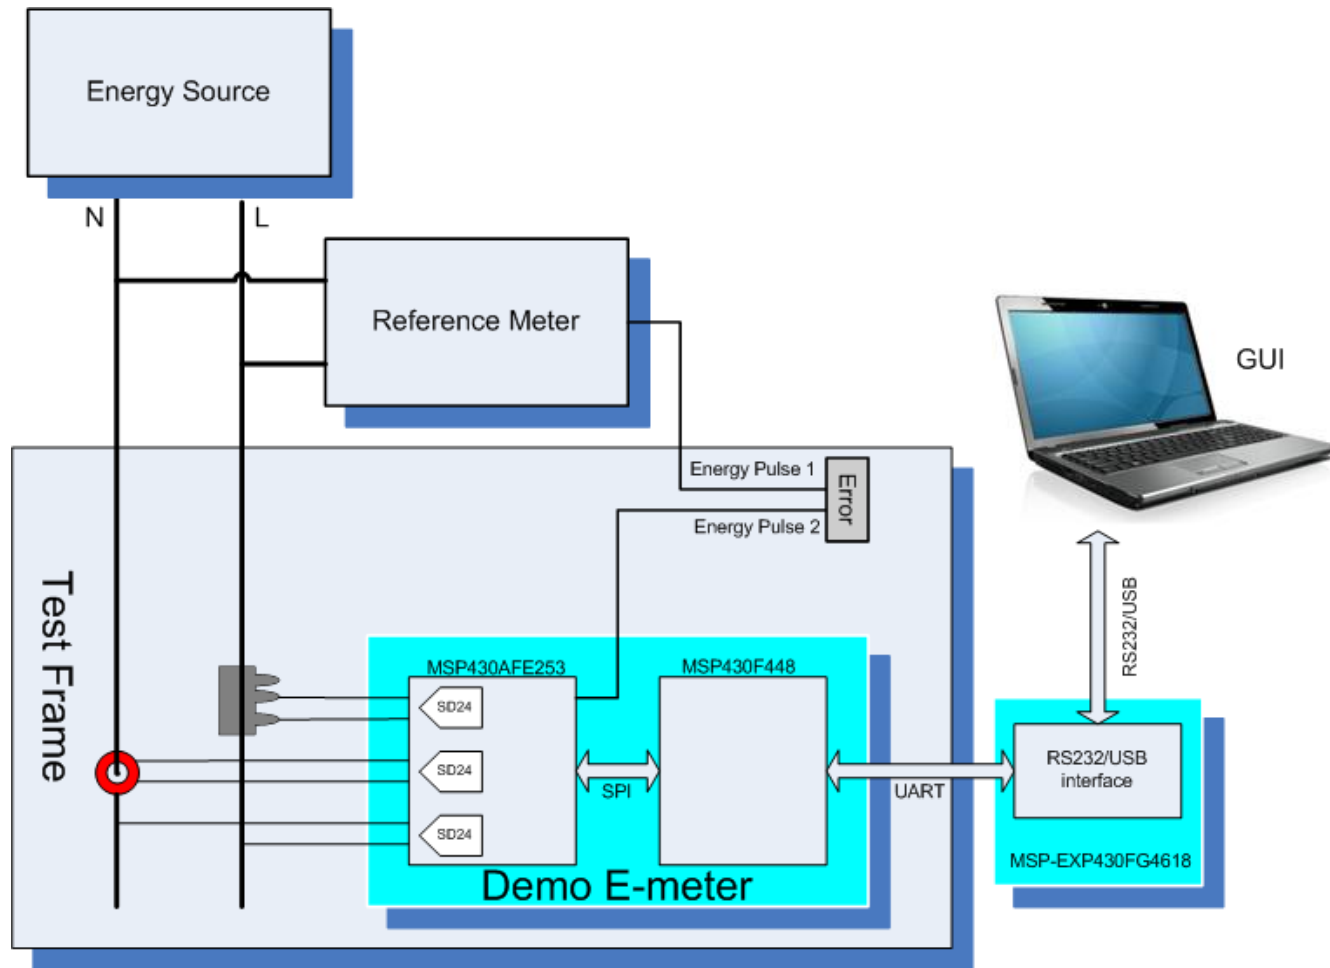 Energy Source
N
L
Reference Meter
GUI
Energy Pulse 1
Error
Energy Pulse 2
Test Frame
RS232/USB
MSP430AFE253
MSP430F448
SD24
SD24
SD24
SPI
UART
RS232/USB
interface
MSP-EXP430FG4618
Demo E-meter